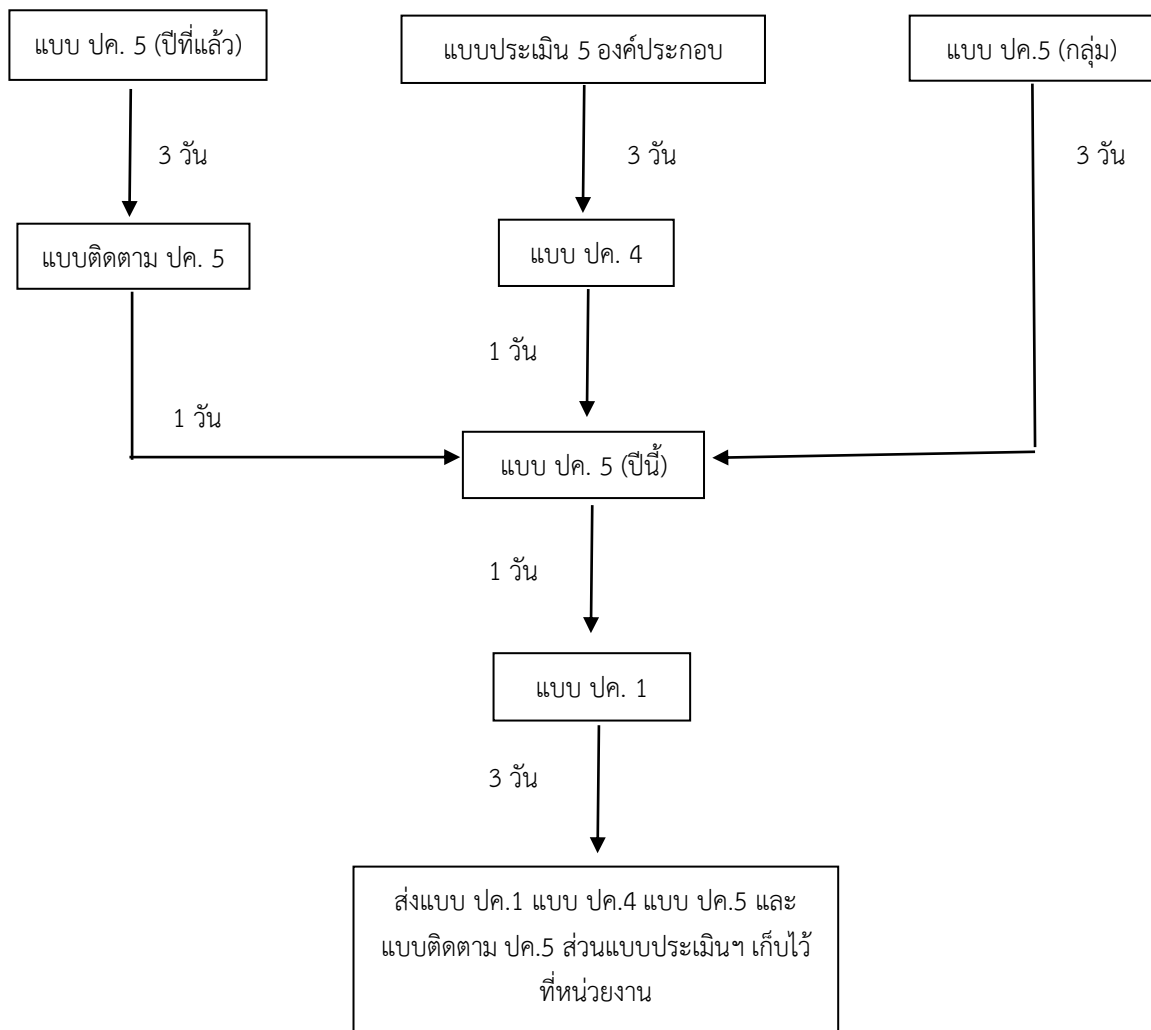 แบบ ปค. 5 (ปีที่แล้ว)
แบบประเมิน 5 องค์ประกอบ
แบบ ปค.5 (กลุ่ม)
3 วัน
3 วัน
3 วัน
แบบติดตาม ปค. 5
แบบ ปค. 4
1 วัน
1 วัน
แบบ ปค. 5 (ปีนี้)
1 วัน
แบบ ปค. 1
3 วัน
ส่งแบบ ปค.1 แบบ ปค.4 แบบ ปค.5 และ
แบบติดตาม ปค.5 ส่วนแบบประเมินฯ เก็บไว้
ที่หน่วยงาน